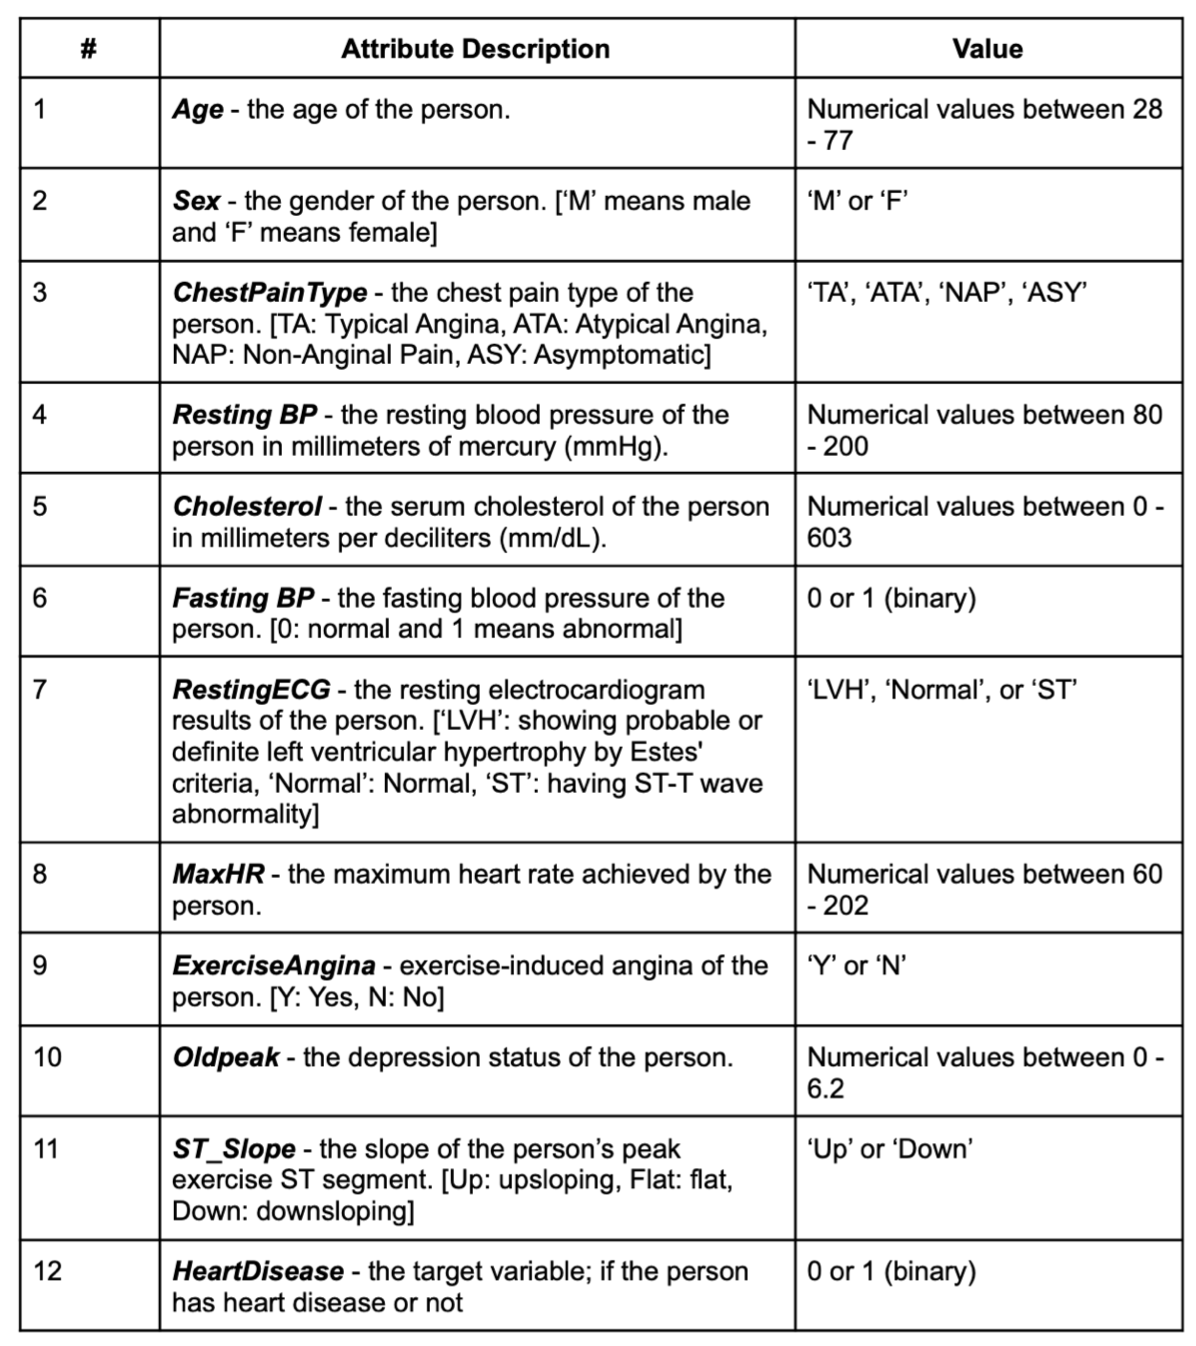 # Attribute Description Value
1 Age - the age of the person. Numerical values between 28
- 77
2 Sex - the gender of the person. [‘M’ means male ‘M’ or ‘F’
and ‘F’ means female]
3 ChestPainType - the chest pain type of the ‘TA’, ‘ATA’, ‘NAP’, ‘ASY’
person. [TA: Typical Angina, ATA: Atypical Angina,
NAP: Non-Anginal Pain, ASY: Asymptomatic]
4 Resting BP - the resting blood pressure of the Numerical values between 80
person in millimeters of mercury (mmHg). - 200
5 Cholesterol - the serum cholesterol of the person Numerical values between 0 -
in millimeters per deciliters (mm/dL). 603
6 Fasting BP - the fasting blood pressure of the 0 or 1 (binary)
person. [0: normal and 1 means abnormal]
7 RestingECG - the resting electrocardiogram ‘LVH’, ‘Normal’, or ‘ST’
results of the person. [‘LVH’: showing probable or
definite left ventricular hypertrophy by Estes'
criteria, ‘Normal’: Normal, ‘ST’: having ST-T wave
abnormality]
8 MaxHR - the maximum heart rate achieved by the Numerical values between 60
person. - 202
9 ExerciseAngina - exercise-induced angina of the ‘Y’ or ‘N’
person. [Y: Yes, N: No]
10 Oldpeak - the depression status of the person. Numerical values between 0 -
6.2
11 ST_Slope - the slope of the person’s peak ‘Up’ or ‘Down’
exercise ST segment. [Up: upsloping, Flat: flat,
Down: downsloping]
12 HeartDisease - the target variable; if the person 0 or 1 (binary)
has heart disease or not